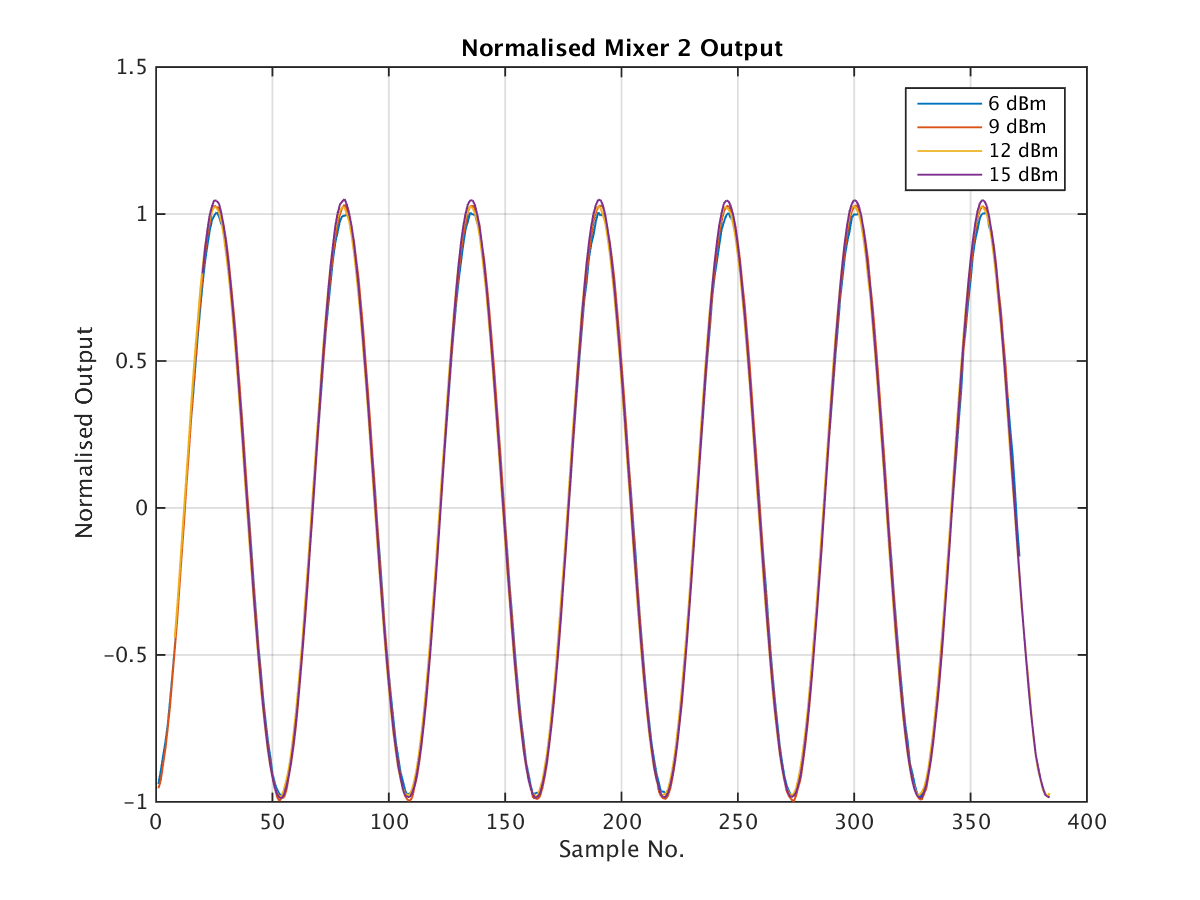 Normalised Mixer 2 Output
6 dBm
9 dBm
12 dBm
15 dBm
Normalised Output
1.5
1
0.5
0
−0.5
−1
0 50 100 150 200 250 300 350 400
Sample No.